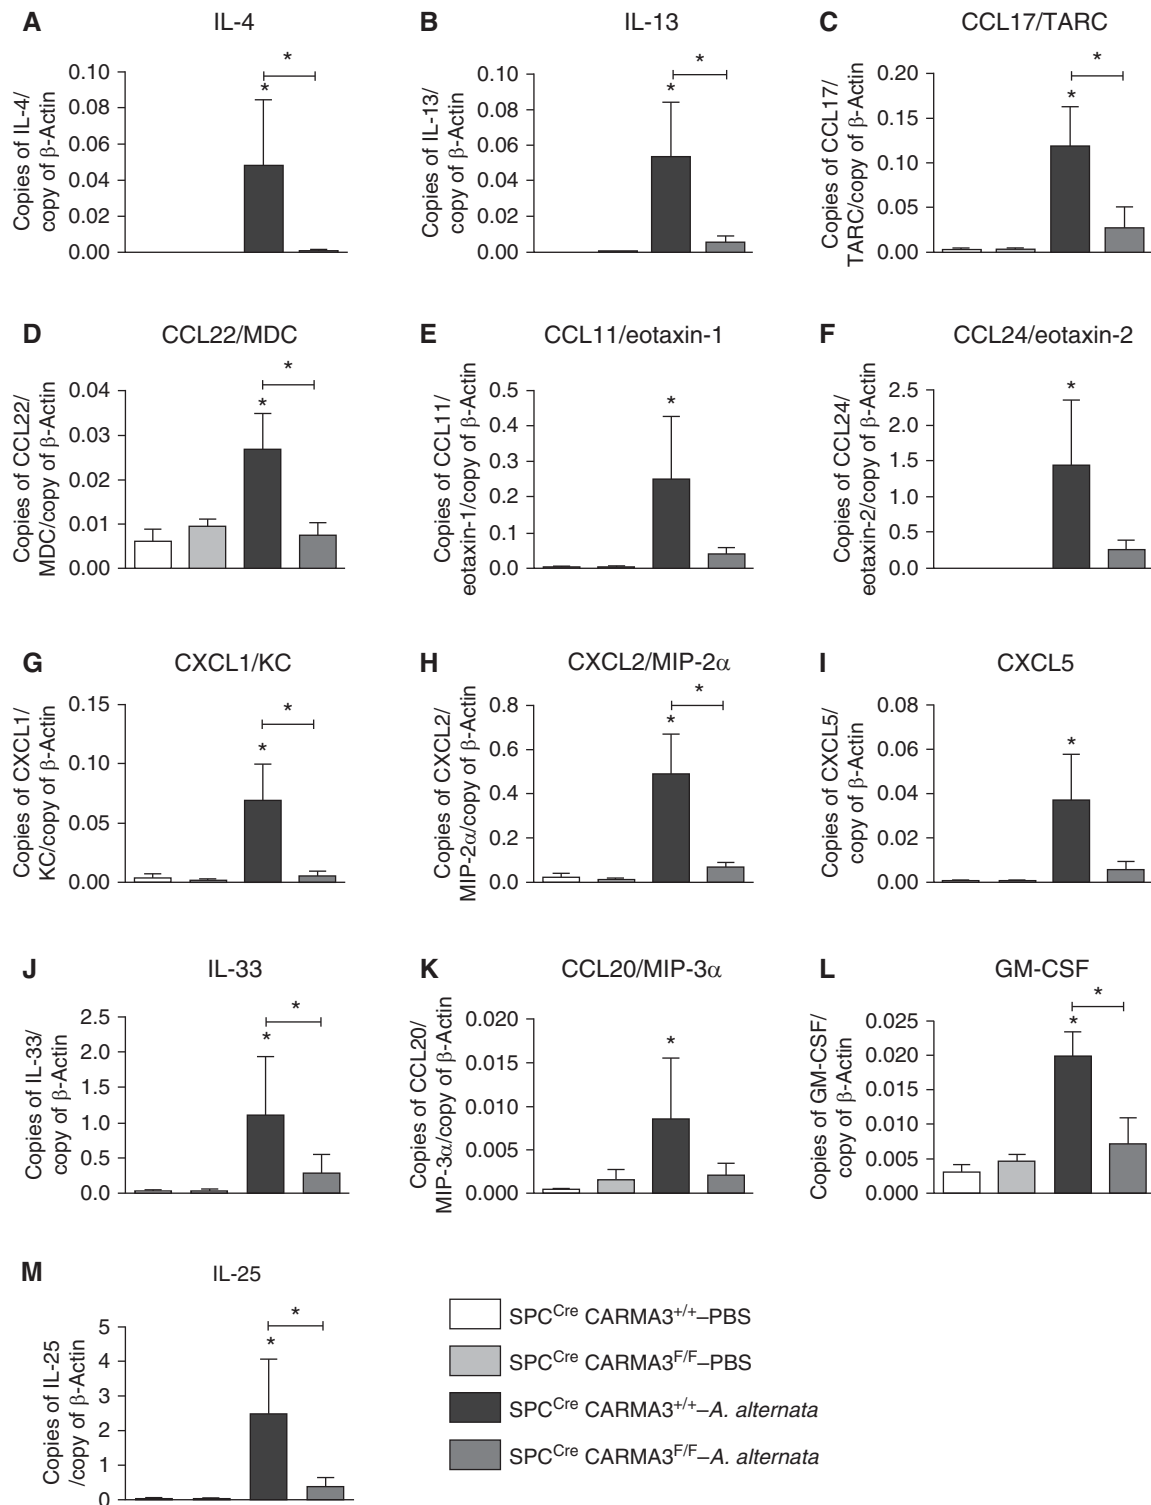 A IL-4
Copies of IL-4/
copy of β-Actin
0.10
0.08
0.06
0.04
0.02
0.00
*
*
B IL-13
Copies of IL-13/
copy of β-Actin
0.10
0.08
0.06
0.04
0.02
0.00
*
*
C CCL17/TARC
Copies of CCL17/
TARC/copy of β-Actin
0.20
0.15
0.10
0.05
0.00
*
*
D CCL22/MDC
Copies of CCL22/
MDC/copy of β-Actin
0.04
0.03
0.02
0.01
0.00
*
*
E CCL11/eotaxin-1
Copies of CCL11/
eotaxin-1/copy of β-Actin
0.5
0.4
0.3
0.2
0.1
0.0
*
F CCL24/eotaxin-2
Copies of CCL24/
eotaxin-2/copy of β-Actin
2.5
2.0
1.5
1.0
0.5
0.0
*
G CXCL1/KC
Copies of CXCL1/
KC/copy of β-Actin
0.15
0.10
0.05
0.00
*
*
H CXCL2/MIP-2α
Copies of CXCL2/
MIP-2α/copy of β-Actin
0.8
0.6
0.4
0.2
0.0
*
*
I CXCL5
Copies of CXCL5/
copy of β-Actin
0.08
0.06
0.04
0.02
0.00
*
J IL-33
Copies of IL-33/
copy of β-Actin
2.5
2.0
1.5
1.0
0.5
0.0
*
*
K CCL20/MIP-3α
Copies of CCL20/
MIP-3α/copy of β-Actin
0.020
0.015
0.010
0.005
0.000
*
L GM-CSF
Copies of GM-CSF/
copy of β-Actin
0.025
0.020
0.015
0.010
0.005
0.000
*
*
M IL-25
Copies of IL-25
/copy of β-Actin
5
4
3
2
1
0
*
*
SPC^Cre CARMA3^+/+–PBS
SPC^Cre CARMA3^F/F–PBS
SPC^Cre CARMA3^+/+–A. alternata
SPC^Cre CARMA3^F/F–A. alternata